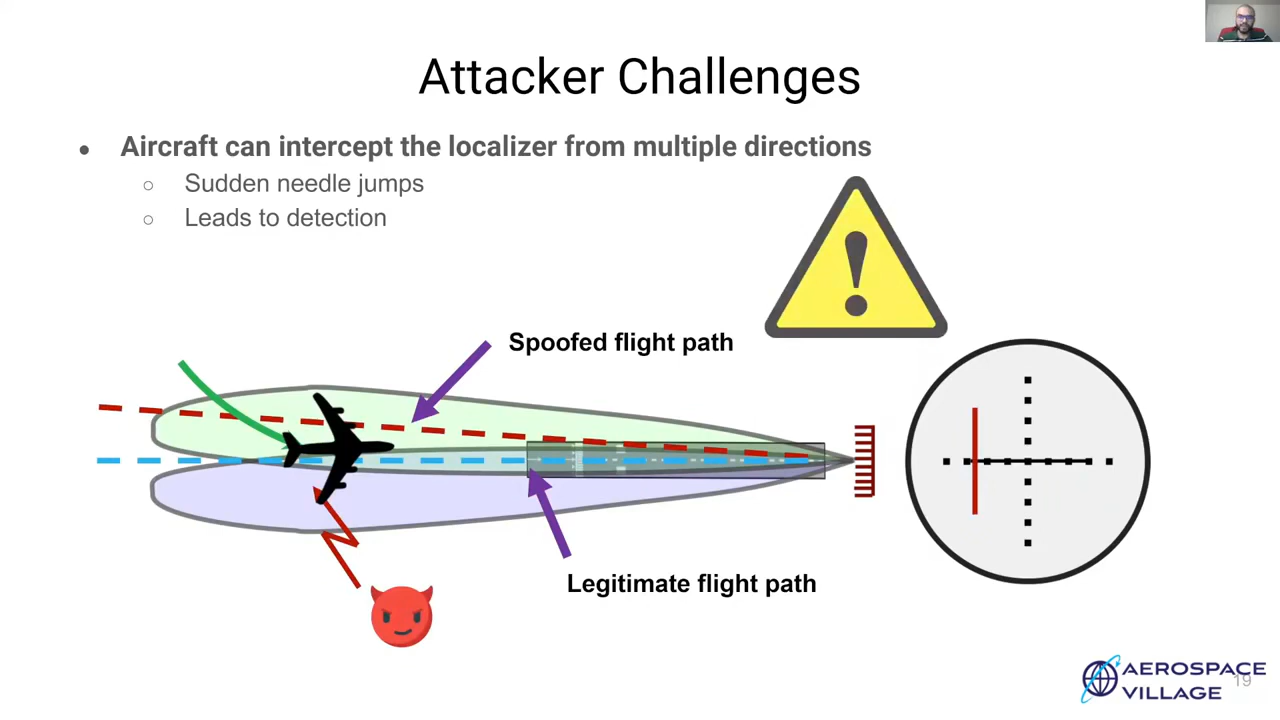 Attacker Challenges
Aircraft can intercept the localizer from multiple directions
Sudden needle jumps
Leads to detection
Spoofed flight path
Legitimate flight path
AEROSPACE
VILLAGE
19